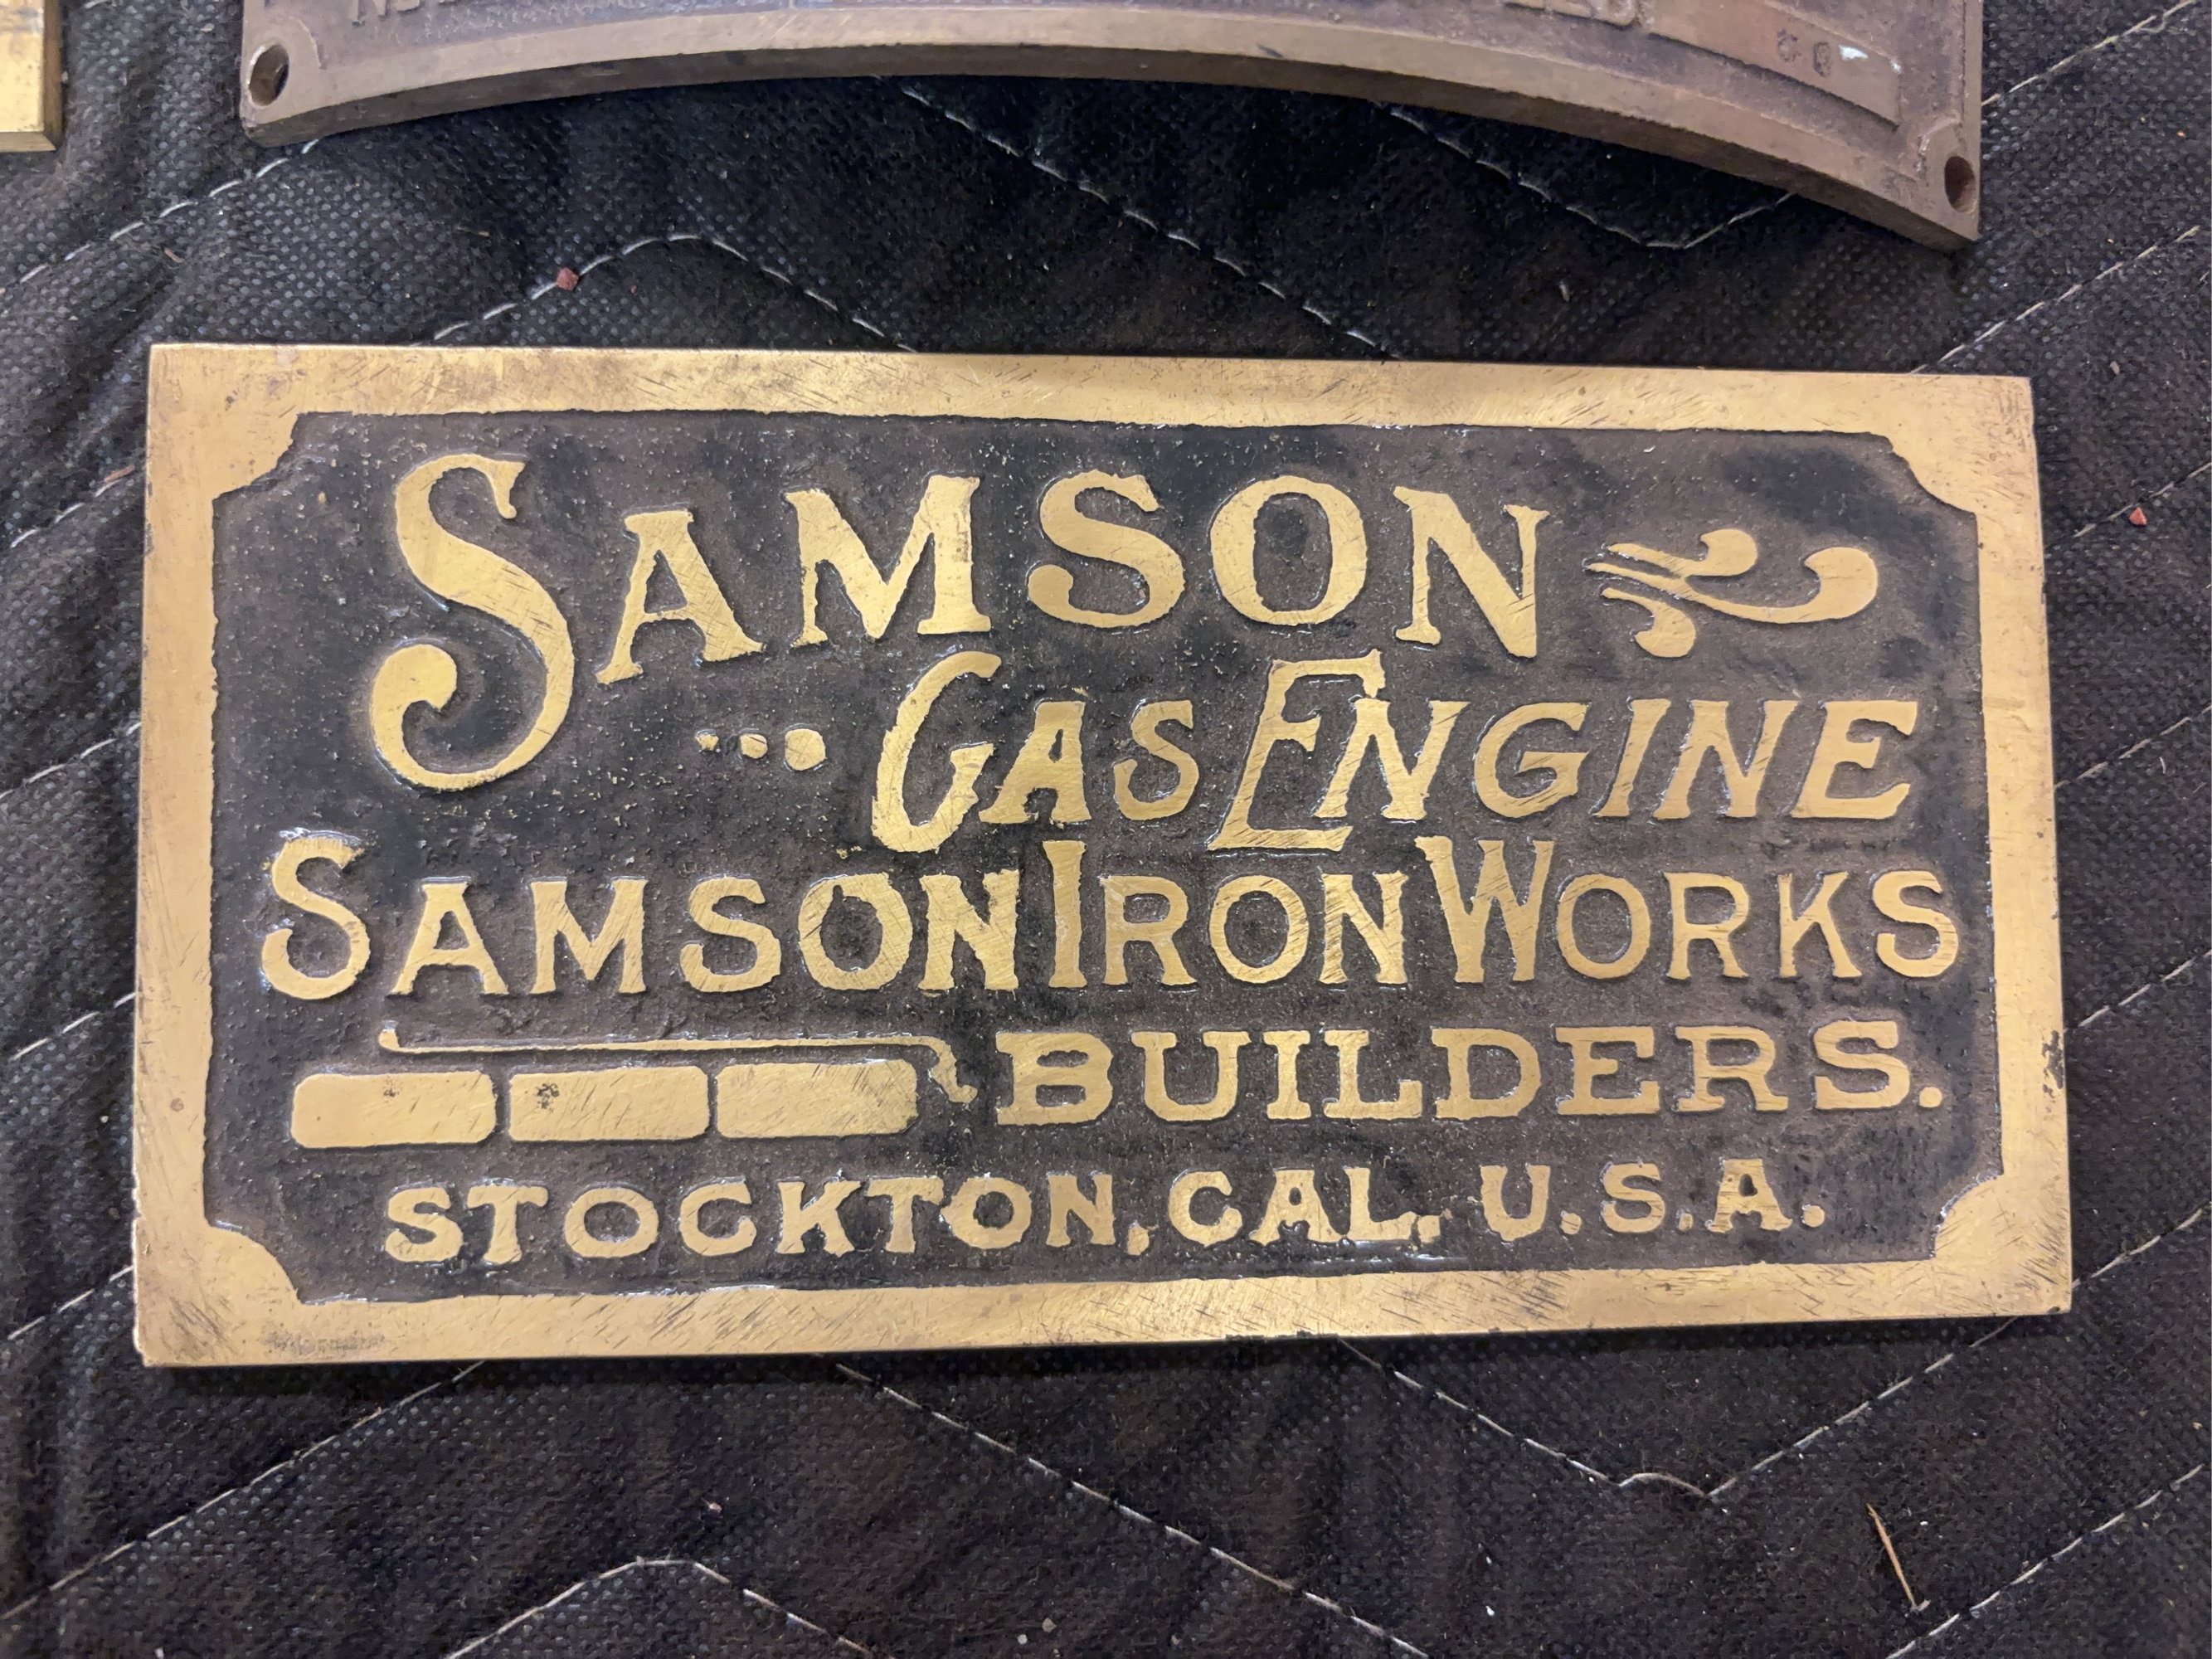 SAMSON
GAS ENGINE
SAMSON IRON WORKS
BUILDERS.
STOCKTON, CAL. U.S.A.